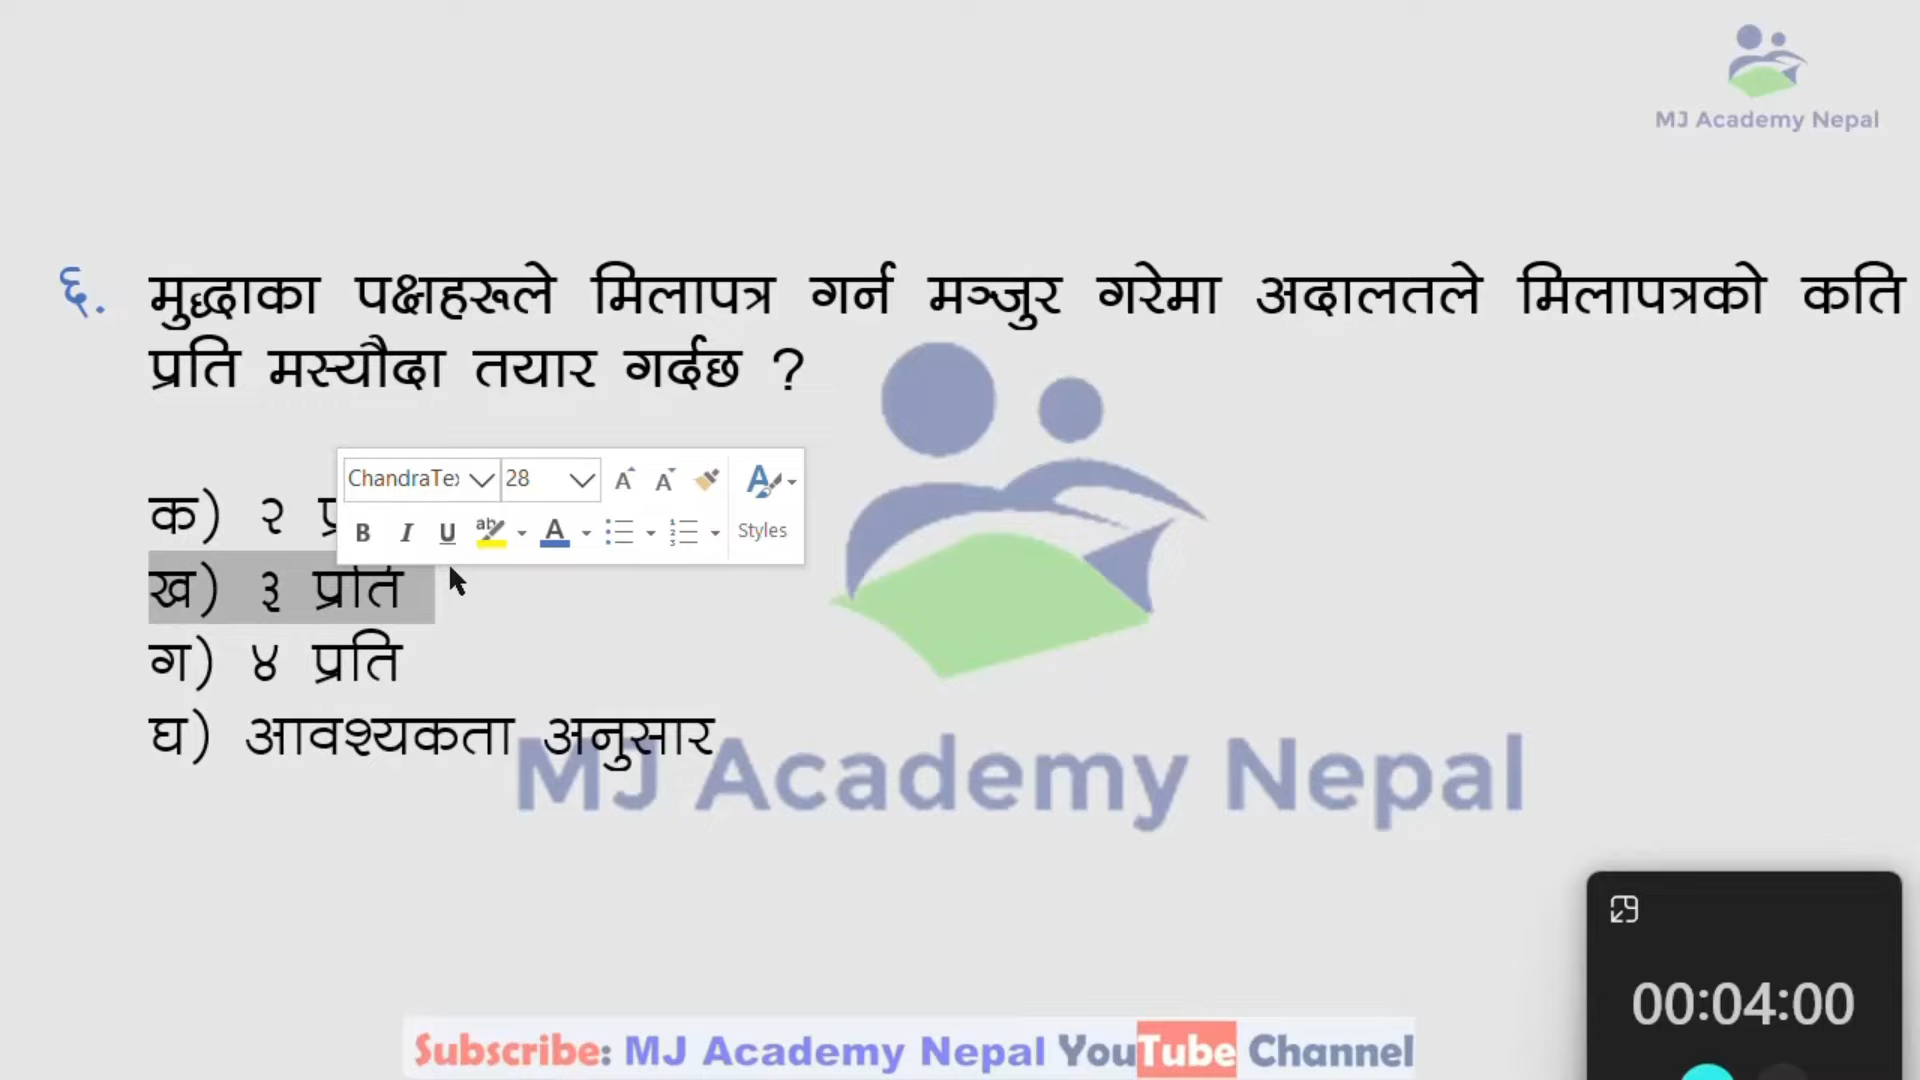 MJ Academy Nepal
६. मुद्धाका पक्षहरूले मिलापत्र गर्न मञ्जुर गरेमा अदालतले मिलापत्रको कति
प्रति मस्यौदा तयार गर्दछ ?
ChandraTex 28
B I U Styles
क) २
ख) ३ प्रति
ग) ४ प्रति
घ) आवश्यकता अनुसार
MJ Academy Nepal
00:04:00
Subscribe: MJ Academy Nepal YouTube Channel